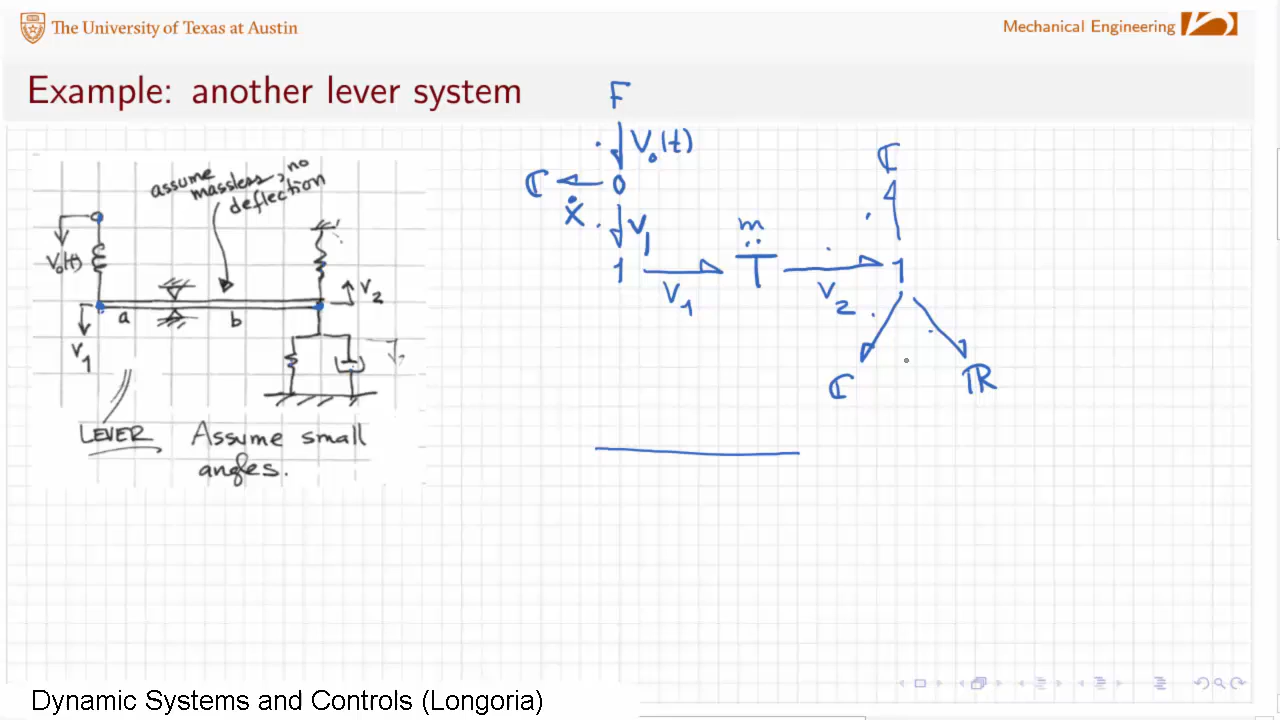 The University of Texas at Austin
Mechanical Engineering
Example: another lever system
F
V₀(t)
ℂ
0
Ẋ
V₁
1
V₁
m
T
V₂
1
ℂ
ℂ
ℝ
assume
massless, no
deflection
V₀(t)
V₂
a
b
V₁
LEVER
Assume small
angles.
Dynamic Systems and Controls (Longoria)